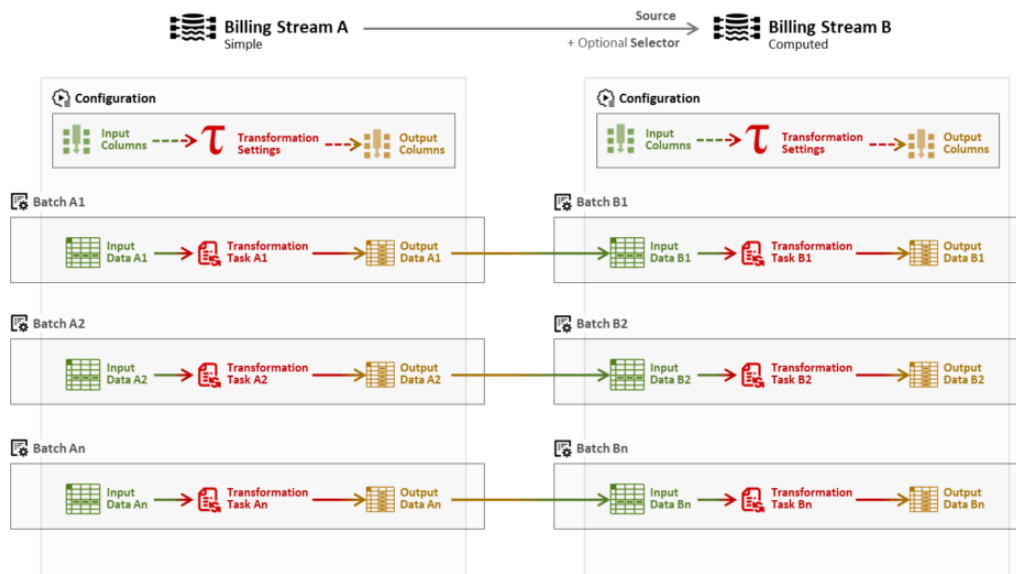 Billing Stream A
Simple
Source
+ Optional Selector
Billing Stream B
Computed
Configuration
Input
Columns
τ
Transformation
Settings
Output
Columns
Configuration
Input
Columns
τ
Transformation
Settings
Output
Columns
Batch A1
Input
Data A1
Transformation
Task A1
Output
Data A1
Batch B1
Input
Data B1
Transformation
Task B1
Output
Data B1
Batch A2
Input
Data A2
Transformation
Task A2
Output
Data A2
Batch B2
Input
Data B2
Transformation
Task B2
Output
Data B2
Batch An
Input
Data An
Transformation
Task An
Output
Data An
Batch Bn
Input
Data Bn
Transformation
Task Bn
Output
Data Bn